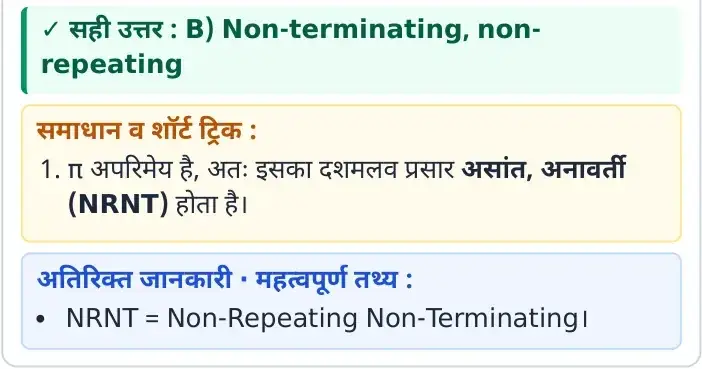 ✓ सही उत्तर : B) Non-terminating, non-
repeating
समाधान व शॉर्ट ट्रिक :
1. π अपरिमेय है, अतः इसका दशमलव प्रसार असांत, अनावर्ती
(NRNT) होता है।
अतिरिक्त जानकारी · महत्वपूर्ण तथ्य :
• NRNT = Non-Repeating Non-Terminating।